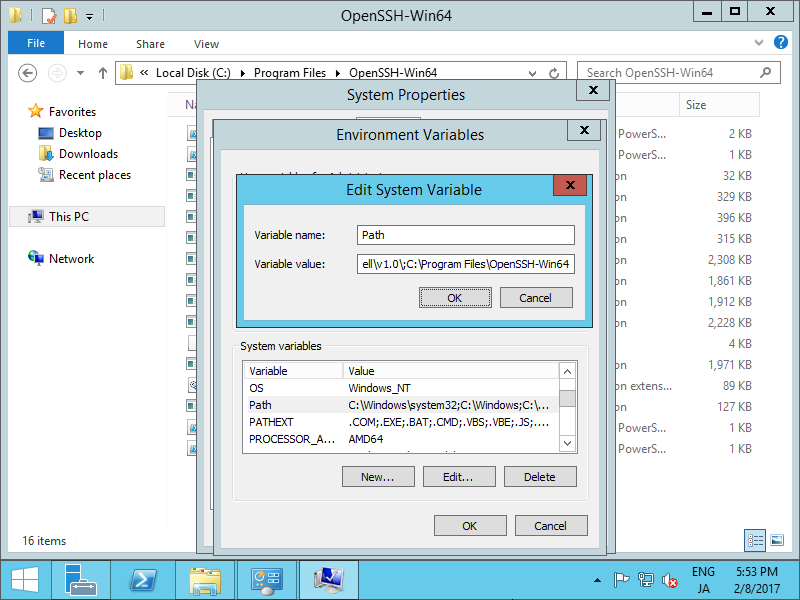 OpenSSH-Win64
File Home Share View
« Local Disk (C:) Program Files OpenSSH-Win64
Search OpenSSH-Win64
System Properties
Environment Variables
Edit System Variable
Variable name: Path
Variable value: ell\v1.0\;C:\Program Files\OpenSSH-Win64
OK Cancel
System variables
Variable Value
OS Windows_NT
Path C:\Windows\system32;C:\Windows;C:\...
PATHEXT .COM;.EXE;.BAT;.CMD;.VBS;.VBE;.JS;....
PROCESSOR_A... AMD64
New... Edit... Delete
OK Cancel
Favorites
Desktop
Downloads
Recent places
This PC
Network
Size
PowerS... 2 KB
PowerS... 1 KB
on 32 KB
on 329 KB
on 396 KB
on 315 KB
on 2,308 KB
on 1,861 KB
on 1,912 KB
on 2,228 KB
4 KB
on 1,971 KB
on extens... 89 KB
on 127 KB
PowerS... 1 KB
PowerS... 1 KB
16 items
ENG 5:53 PM
JA 2/8/2017